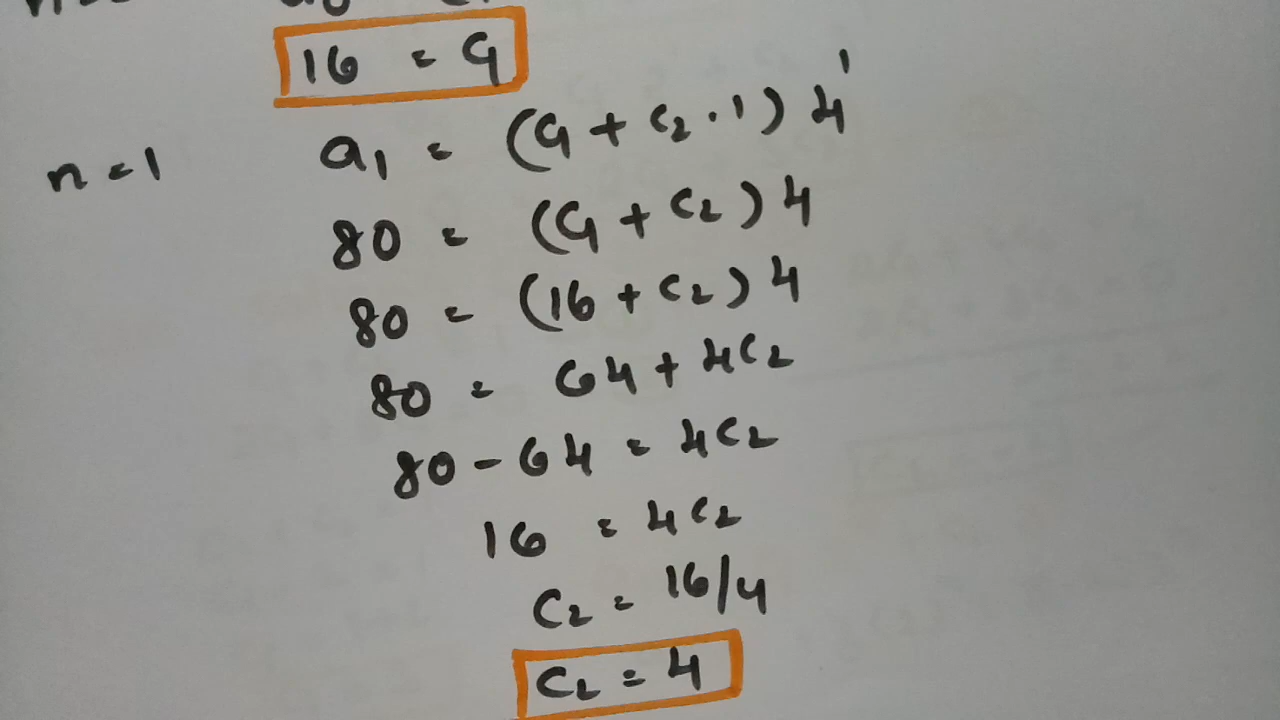 16 = C₁
n=1 a₁ = (C₁ + C₂.1) 4¹
80 = (C₁ + C₂) 4
80 = (16 + C₂) 4
80 = 64 + 4C₂
80 - 64 = 4C₂
16 = 4C₂
C₂ = 16/4
C₂ = 4